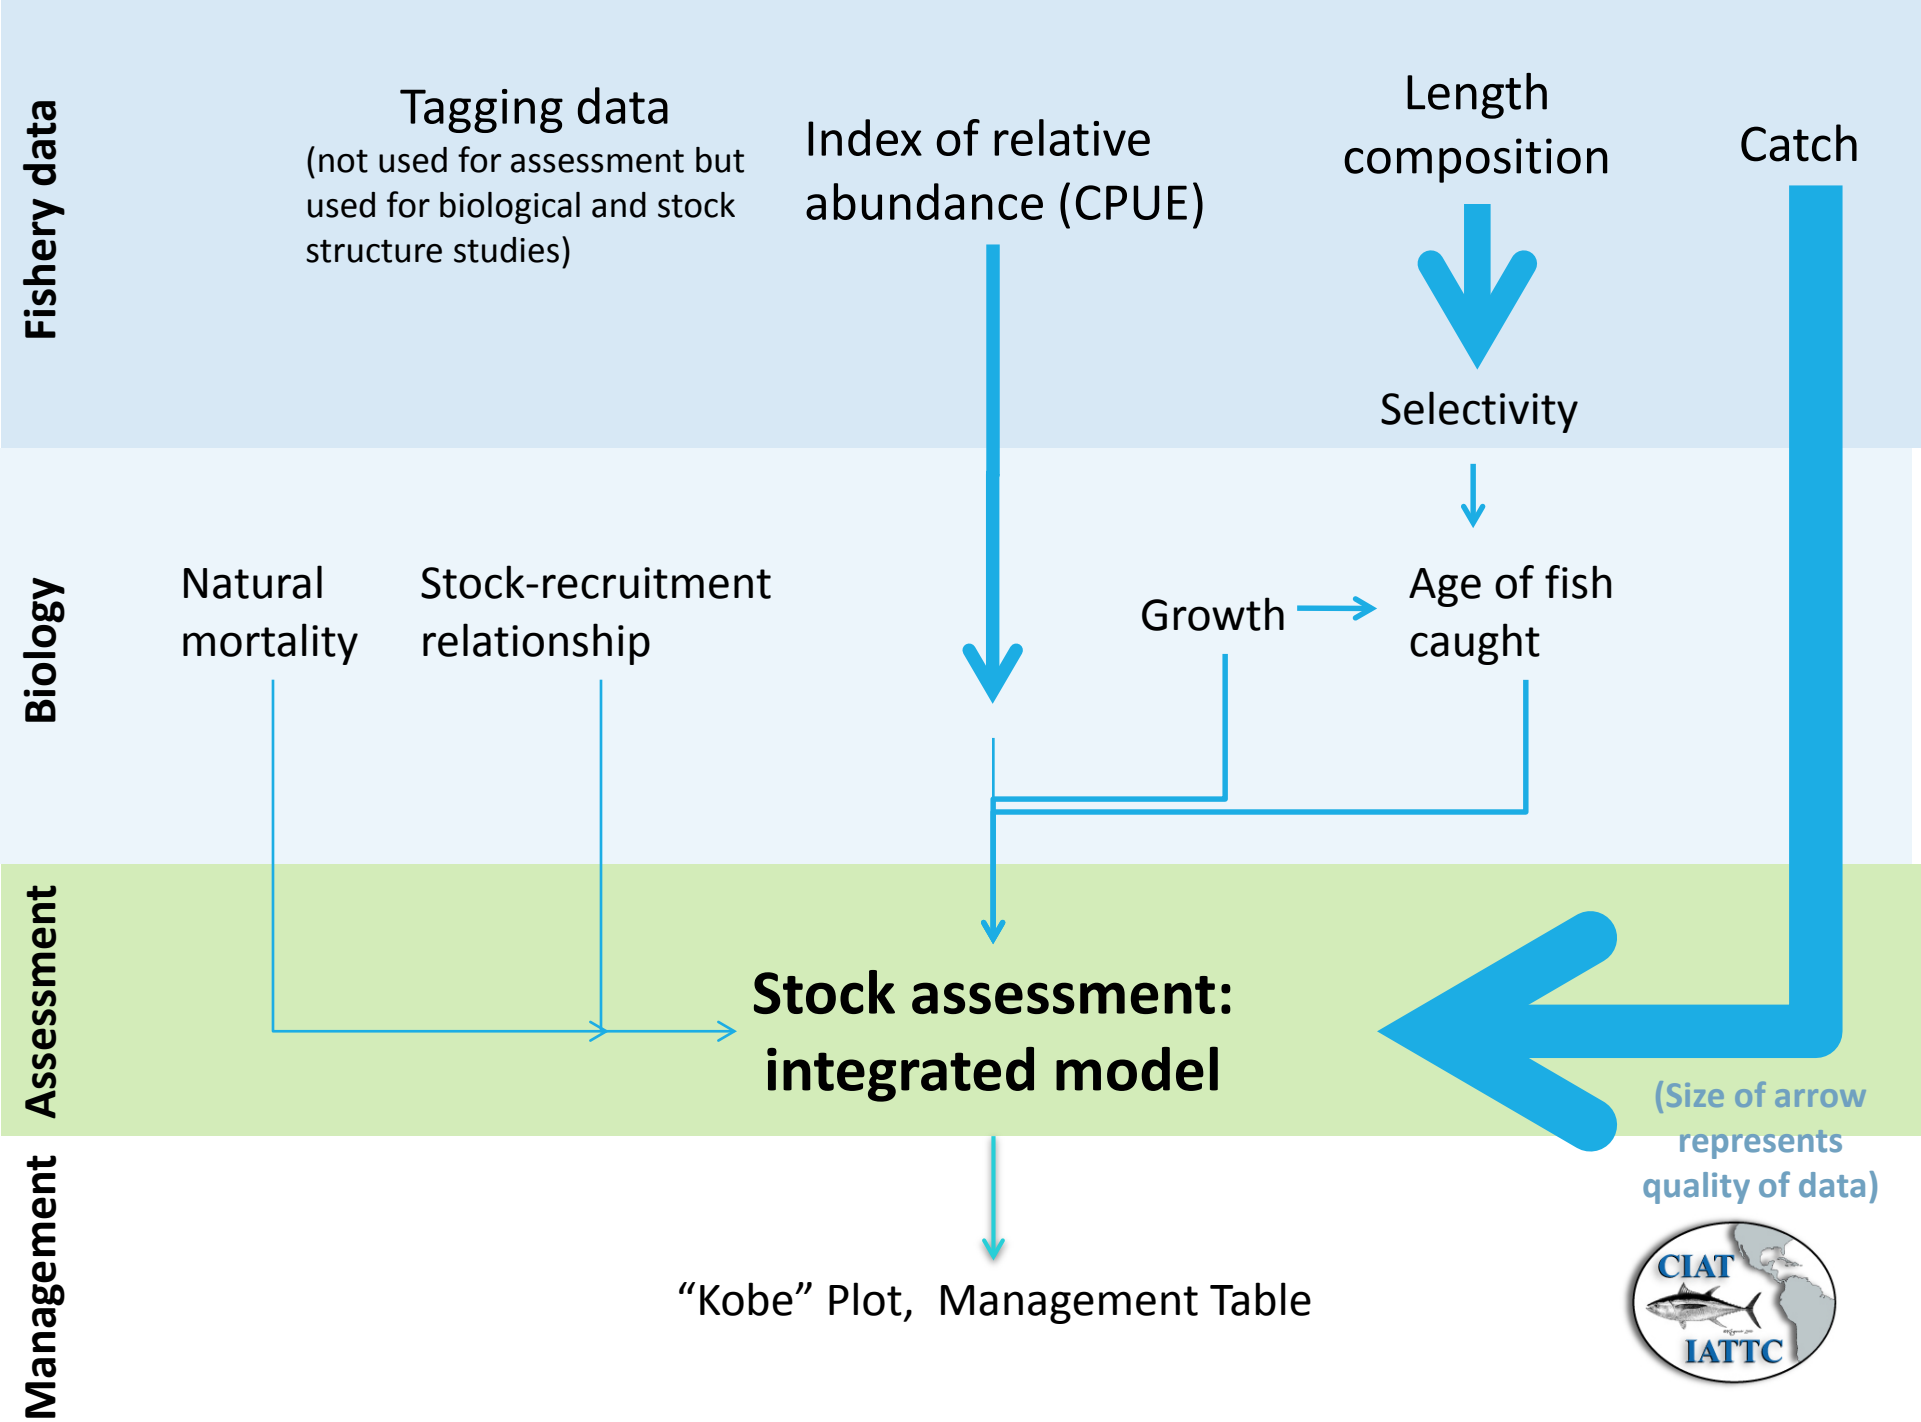 Fishery data
Tagging data
(not used for assessment but
used for biological and stock
structure studies)
Index of relative
abundance (CPUE)
Length
composition
Catch
Selectivity
Biology
Natural
mortality
Stock-recruitment
relationship
Growth
Age of fish
caught
Assessment
Stock assessment:
integrated model
(Size of arrow
represents
quality of data)
Management
“Kobe” Plot,  Management Table
CIAT
IATTC